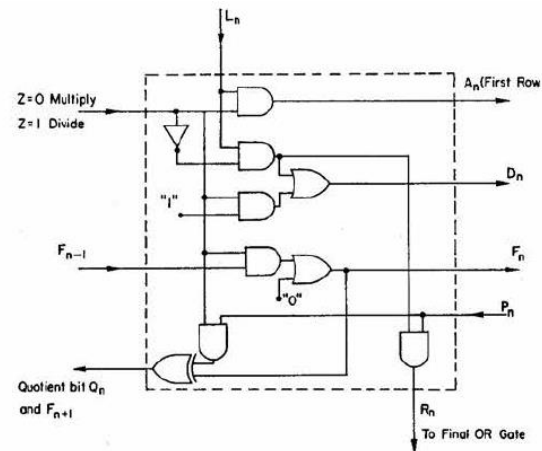 Ln
An(First Row
Z=0 Multiply
Z=1 Divide
Dn
"1"
Fn-1
Fn
"0"
Pn
Quotient bit Qn
and Fn+1
Rn
To Final OR Gate